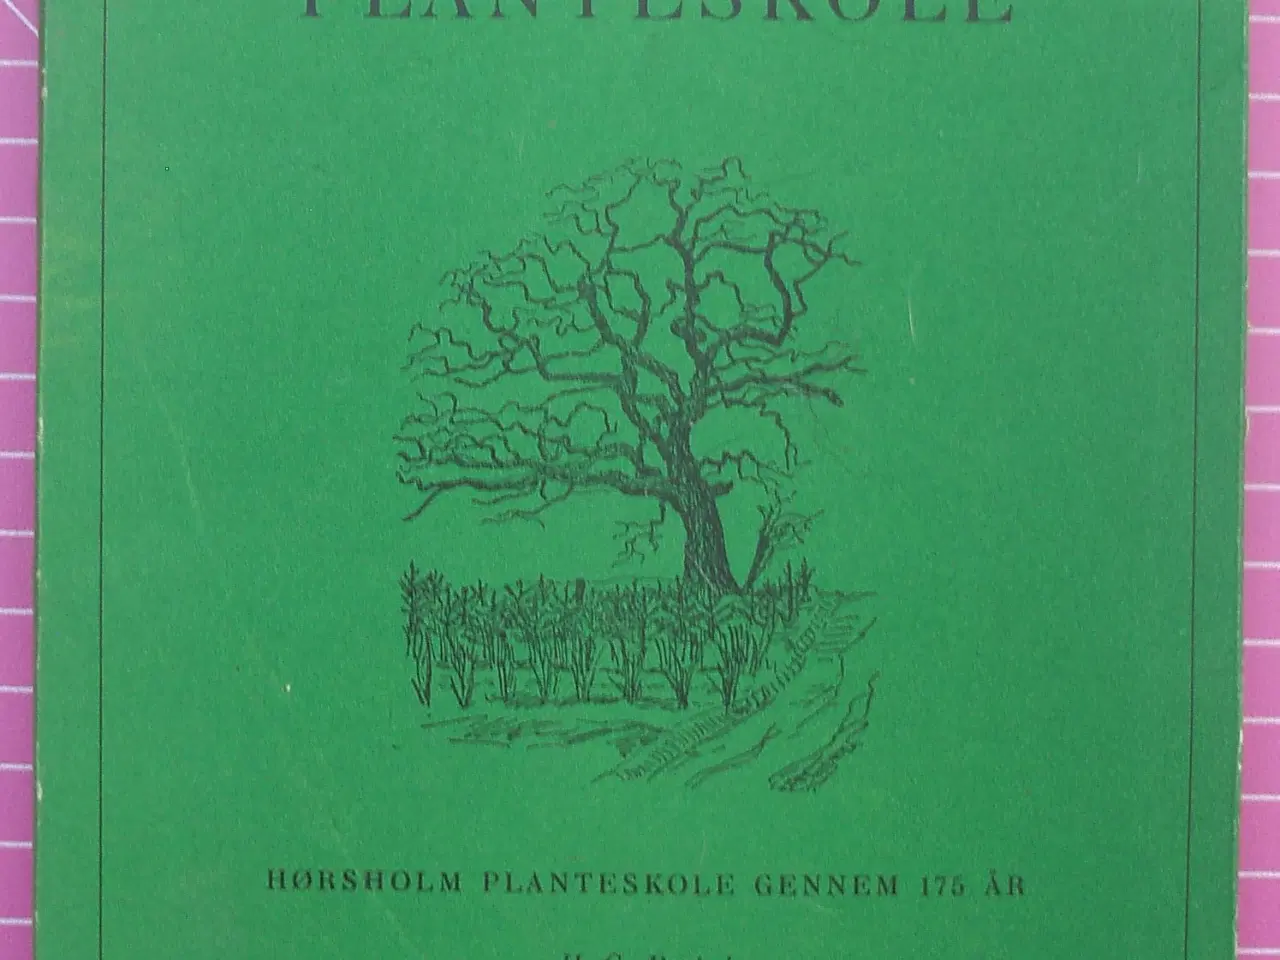 PLANTESKOLE
HØRSHOLM PLANTESKOLE GENNEM 175 ÅR